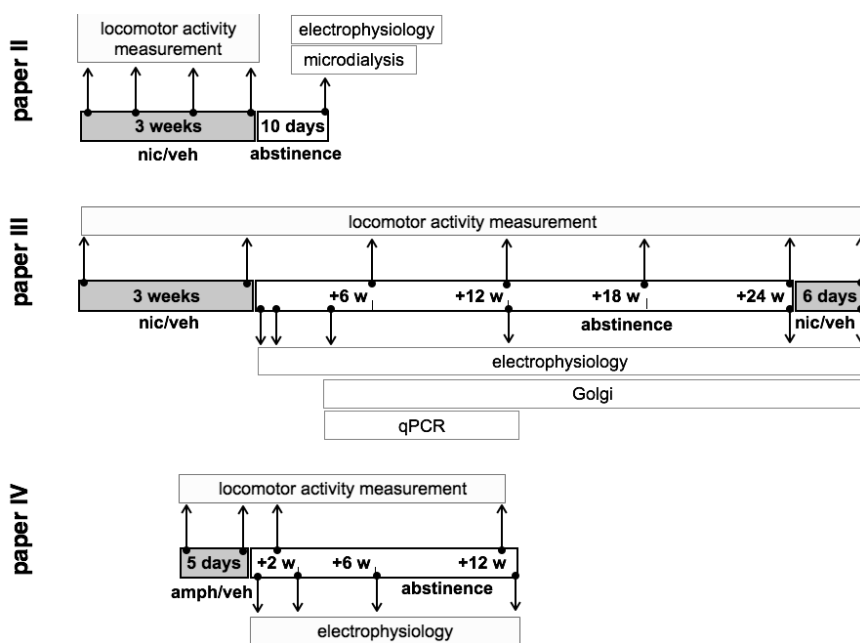 paper II
locomotor activity
measurement
electrophysiology
microdialysis
3 weeks
10 days
nic/veh
abstinence
paper III
locomotor activity measurement
3 weeks
+6 w
+12 w
+18 w
+24 w
6 days
nic/veh
abstinence
nic/veh
electrophysiology
Golgi
qPCR
paper IV
locomotor activity measurement
5 days
+2 w
+6 w
+12 w
amph/veh
abstinence
electrophysiology